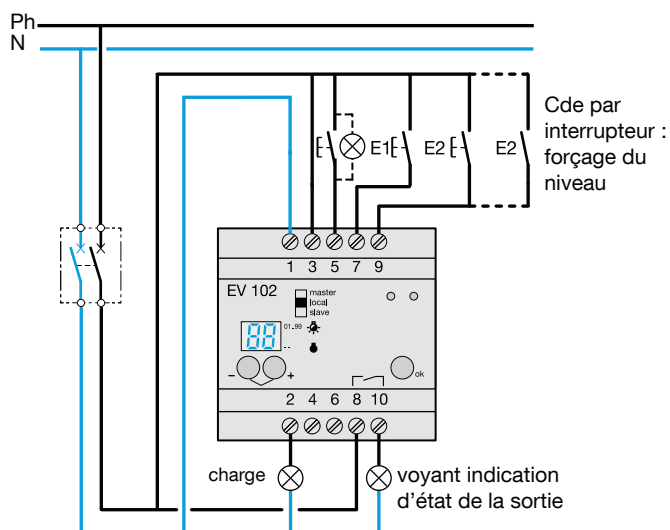 Ph
N
E1
E2
E2
Cde par
interrupteur :
forçage du
niveau
1 3 5 7 9
EV 102
master
local
slave
88
01..99
..
- +
ok
2 4 6 8 10
charge
voyant indication
d'état de la sortie